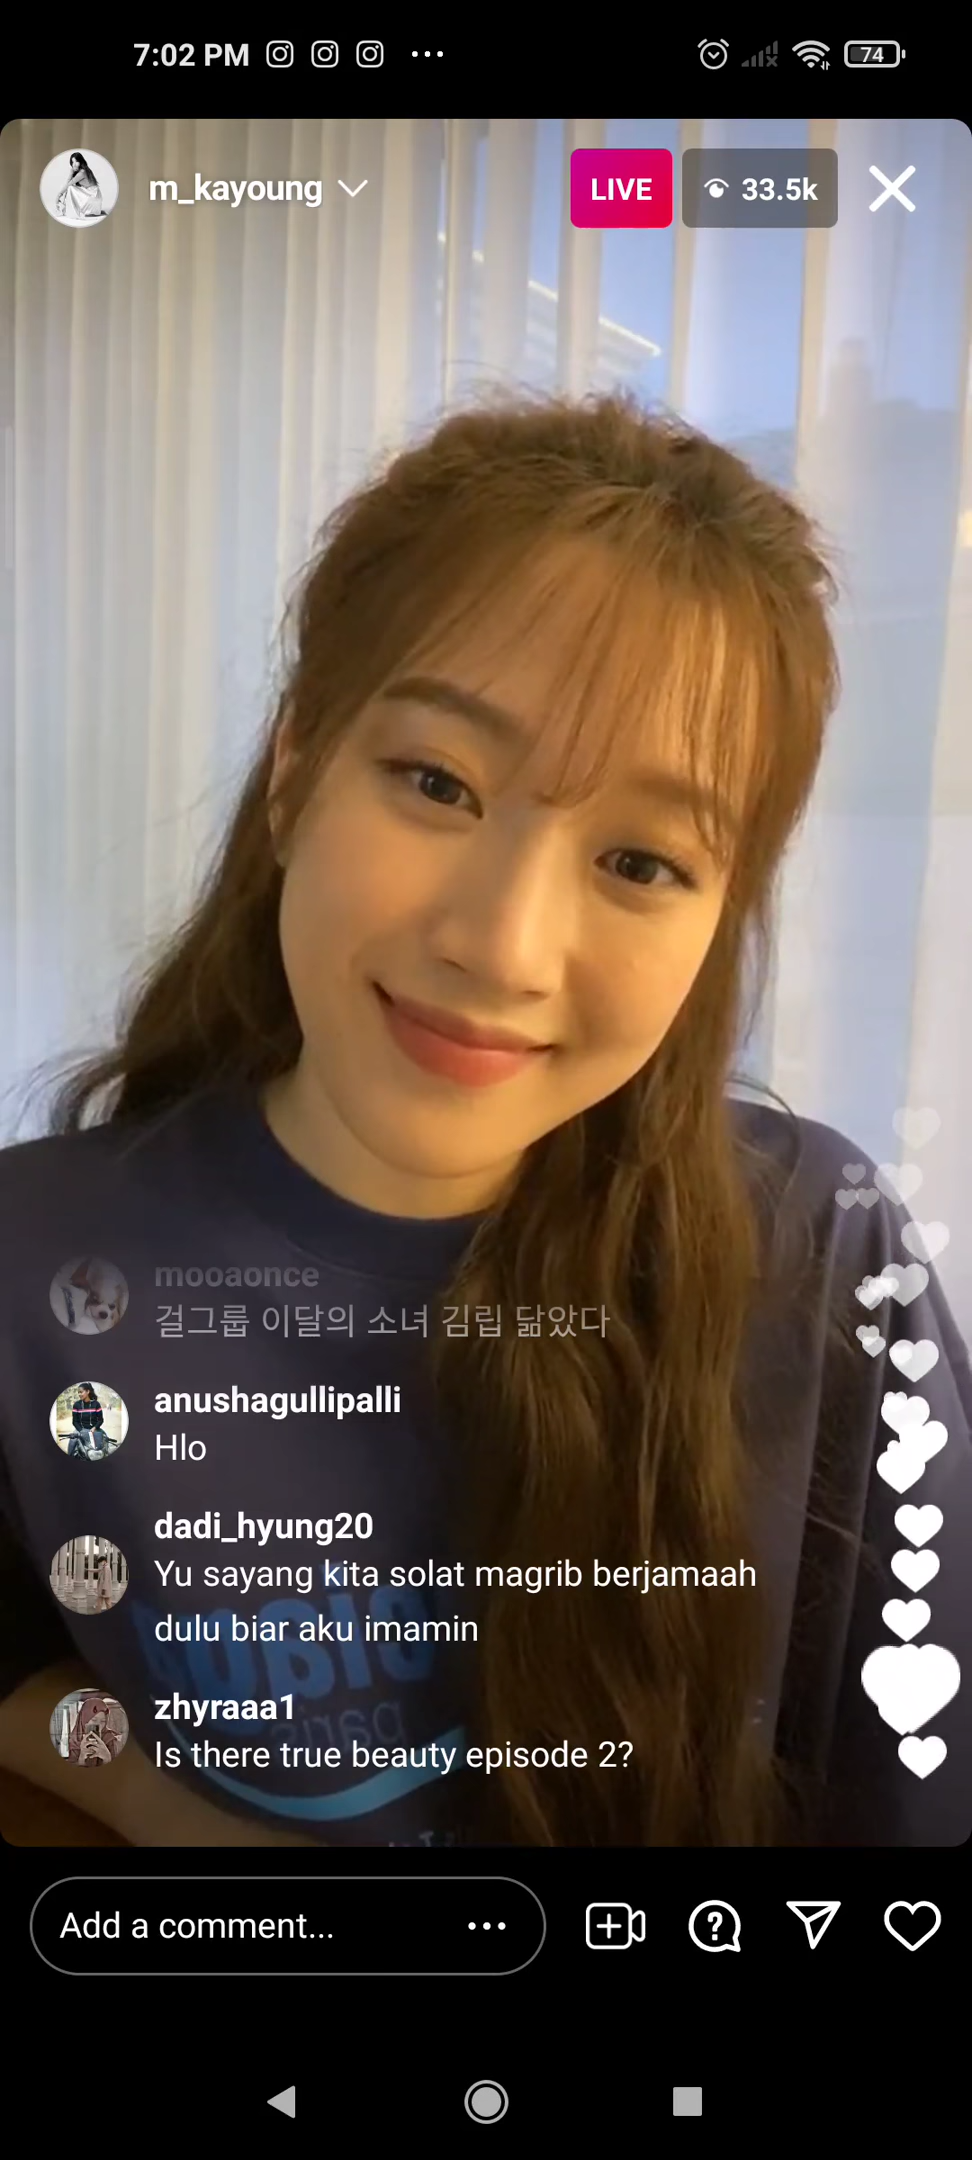 7:02 PM
74
m_kayoung
LIVE
33.5k
mooaonce
걸그룹 이달의 소녀 김립 닮았다
anushagullipalli
Hlo
dadi_hyung20
Yu sayang kita solat magrib berjamaah
dulu biar aku imamin
zhyraaa1
Is there true beauty episode 2?
paris
Add a comment...